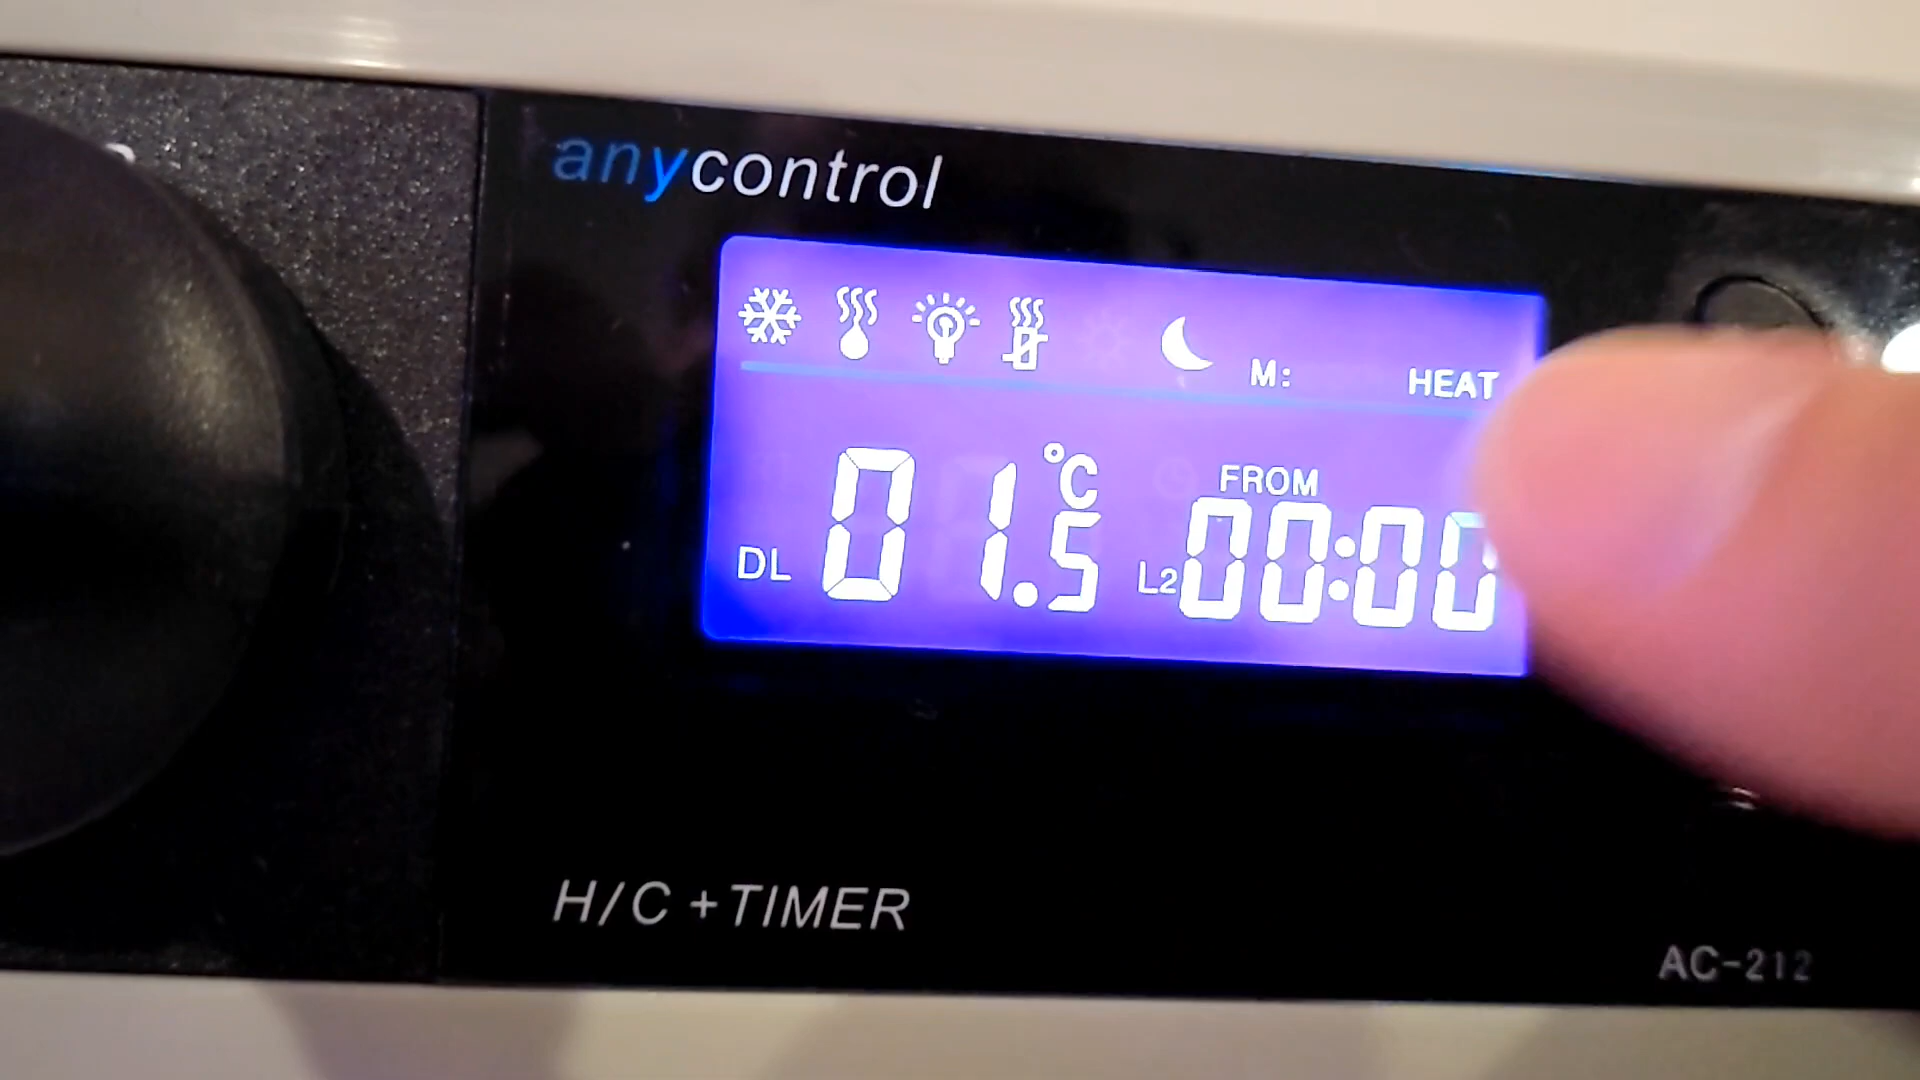 anycontrol
M: HEAT
°C FROM
DL 01.5 L2 00:00
H/C +TIMER
AC-212